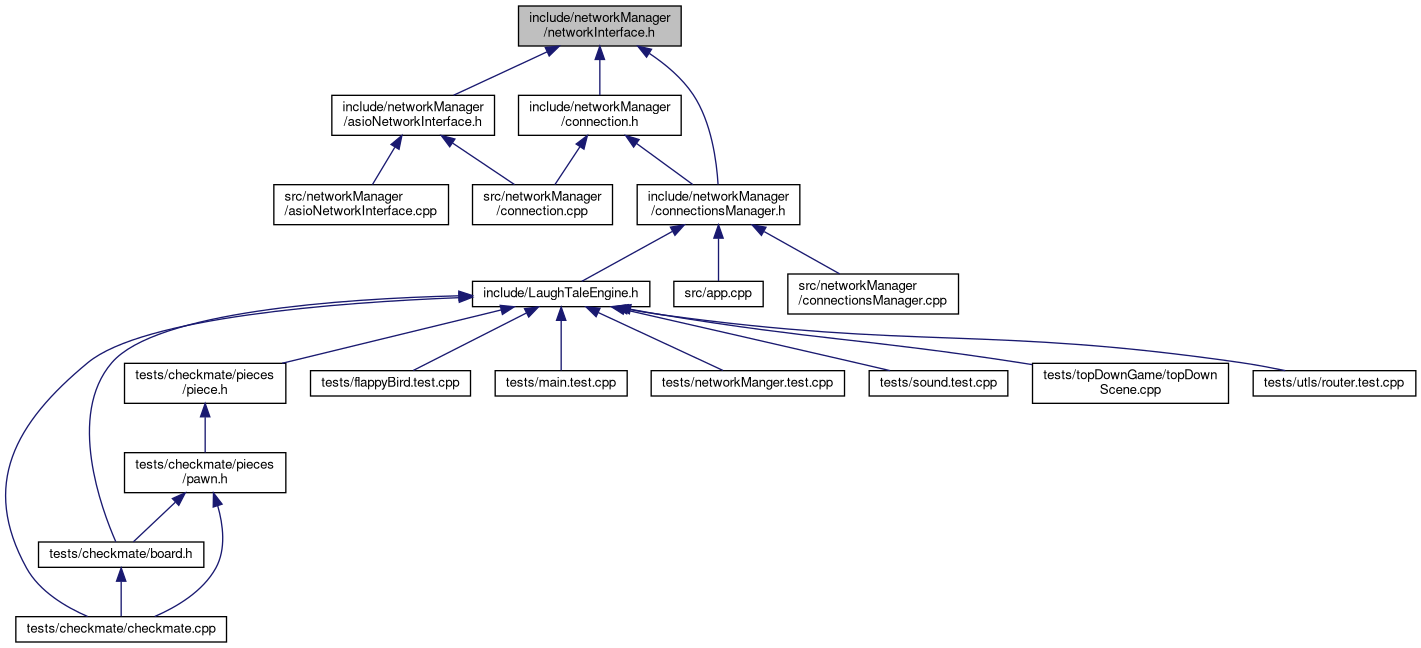 include/networkManager
/networkInterface.h
include/networkManager
/asioNetworkInterface.h
include/networkManager
/connection.h
src/networkManager
/asioNetworkInterface.cpp
src/networkManager
/connection.cpp
include/networkManager
/connectionsManager.h
include/LaughTaleEngine.h
src/app.cpp
src/networkManager
/connectionsManager.cpp
tests/checkmate/pieces
/piece.h
tests/flappyBird.test.cpp
tests/main.test.cpp
tests/networkManger.test.cpp
tests/sound.test.cpp
tests/topDownGame/topDown
Scene.cpp
tests/utls/router.test.cpp
tests/checkmate/pieces
/pawn.h
tests/checkmate/board.h
tests/checkmate/checkmate.cpp